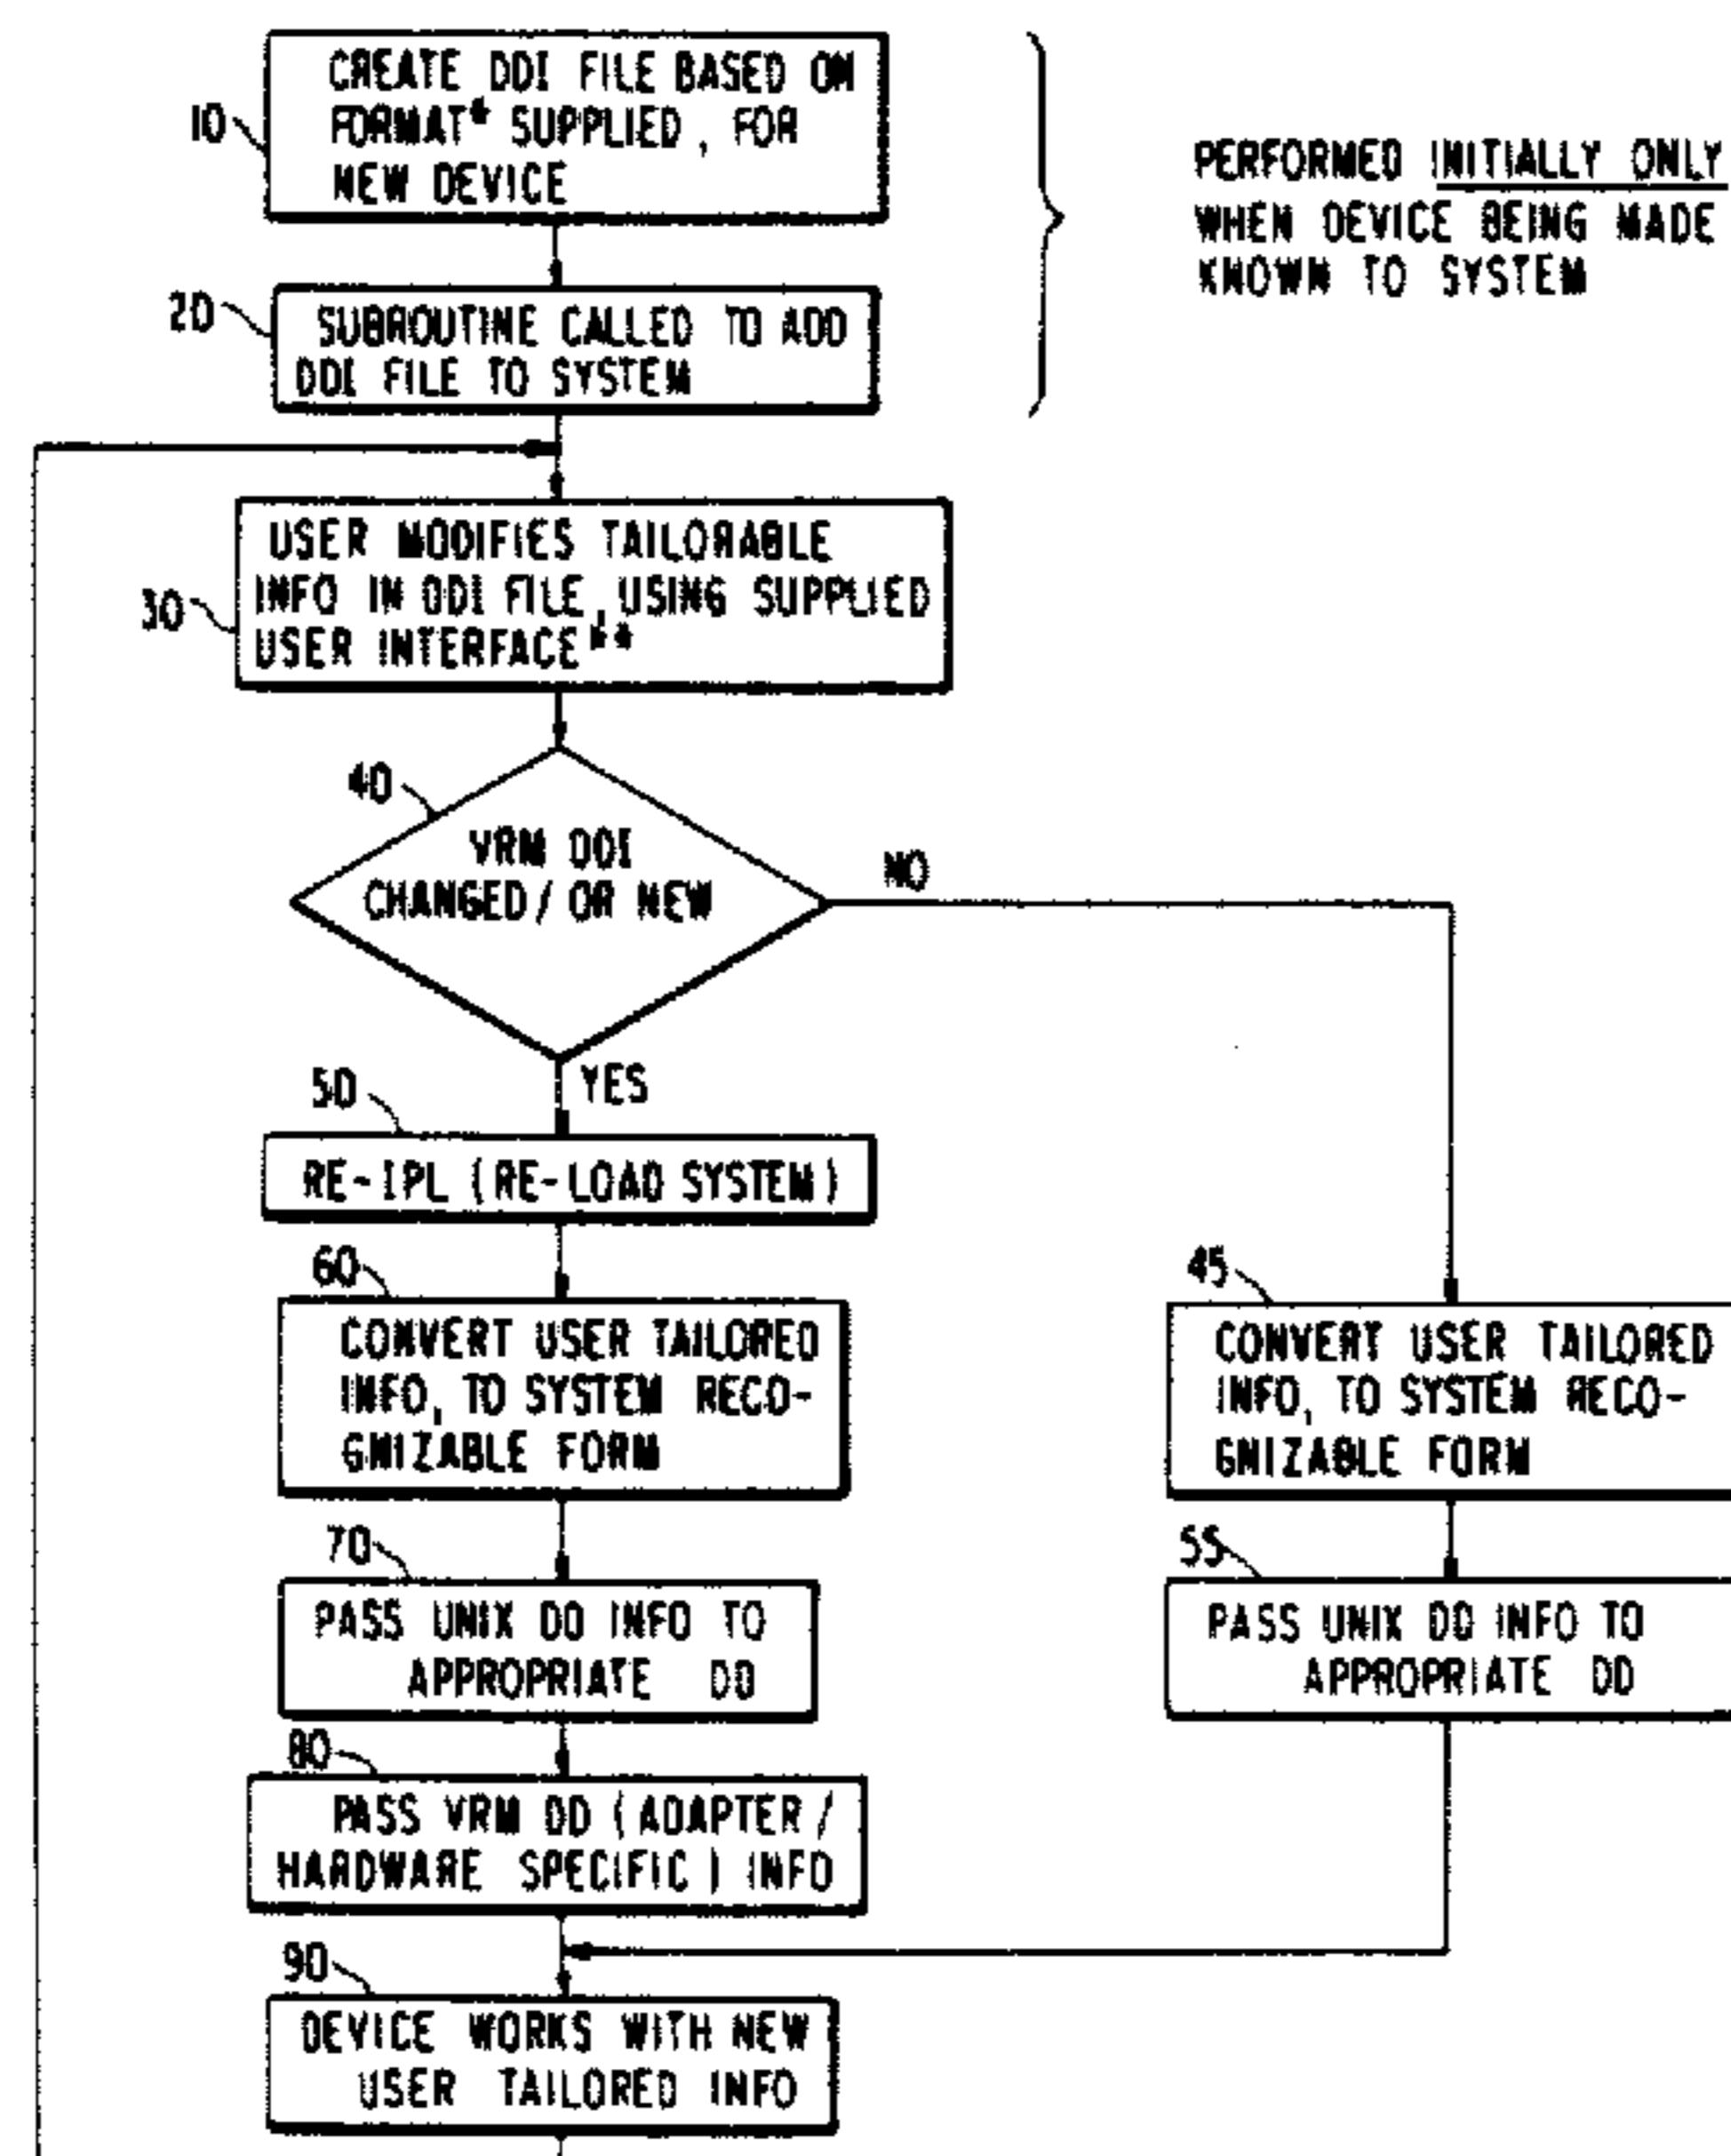 10
CREATE DDI FILE BASED ON
FORMAT* SUPPLIED, FOR
NEW DEVICE
PERFORMED INITIALLY ONLY
WHEN DEVICE BEING MADE
KNOWN TO SYSTEM
20
SUBROUTINE CALLED TO ADD
DDI FILE TO SYSTEM
30
USER MODIFIES TAILORABLE
INFO IN DDI FILE, USING SUPPLIED
USER INTERFACE**
40
VRM DDI
CHANGED/ OR NEW
NO
YES
50
RE-IPL (RE-LOAD SYSTEM)
60
CONVERT USER TAILORED
INFO, TO SYSTEM RECO-
GNIZABLE FORM
45
CONVERT USER TAILORED
INFO, TO SYSTEM RECO-
GNIZABLE FORM
70
PASS UNIX DD INFO TO
APPROPRIATE DD
55
PASS UNIX DD INFO TO
APPROPRIATE DD
80
PASS VRM DD (ADAPTER/
HARDWARE SPECIFIC) INFO
90
DEVICE WORKS WITH NEW
USER TAILORED INFO